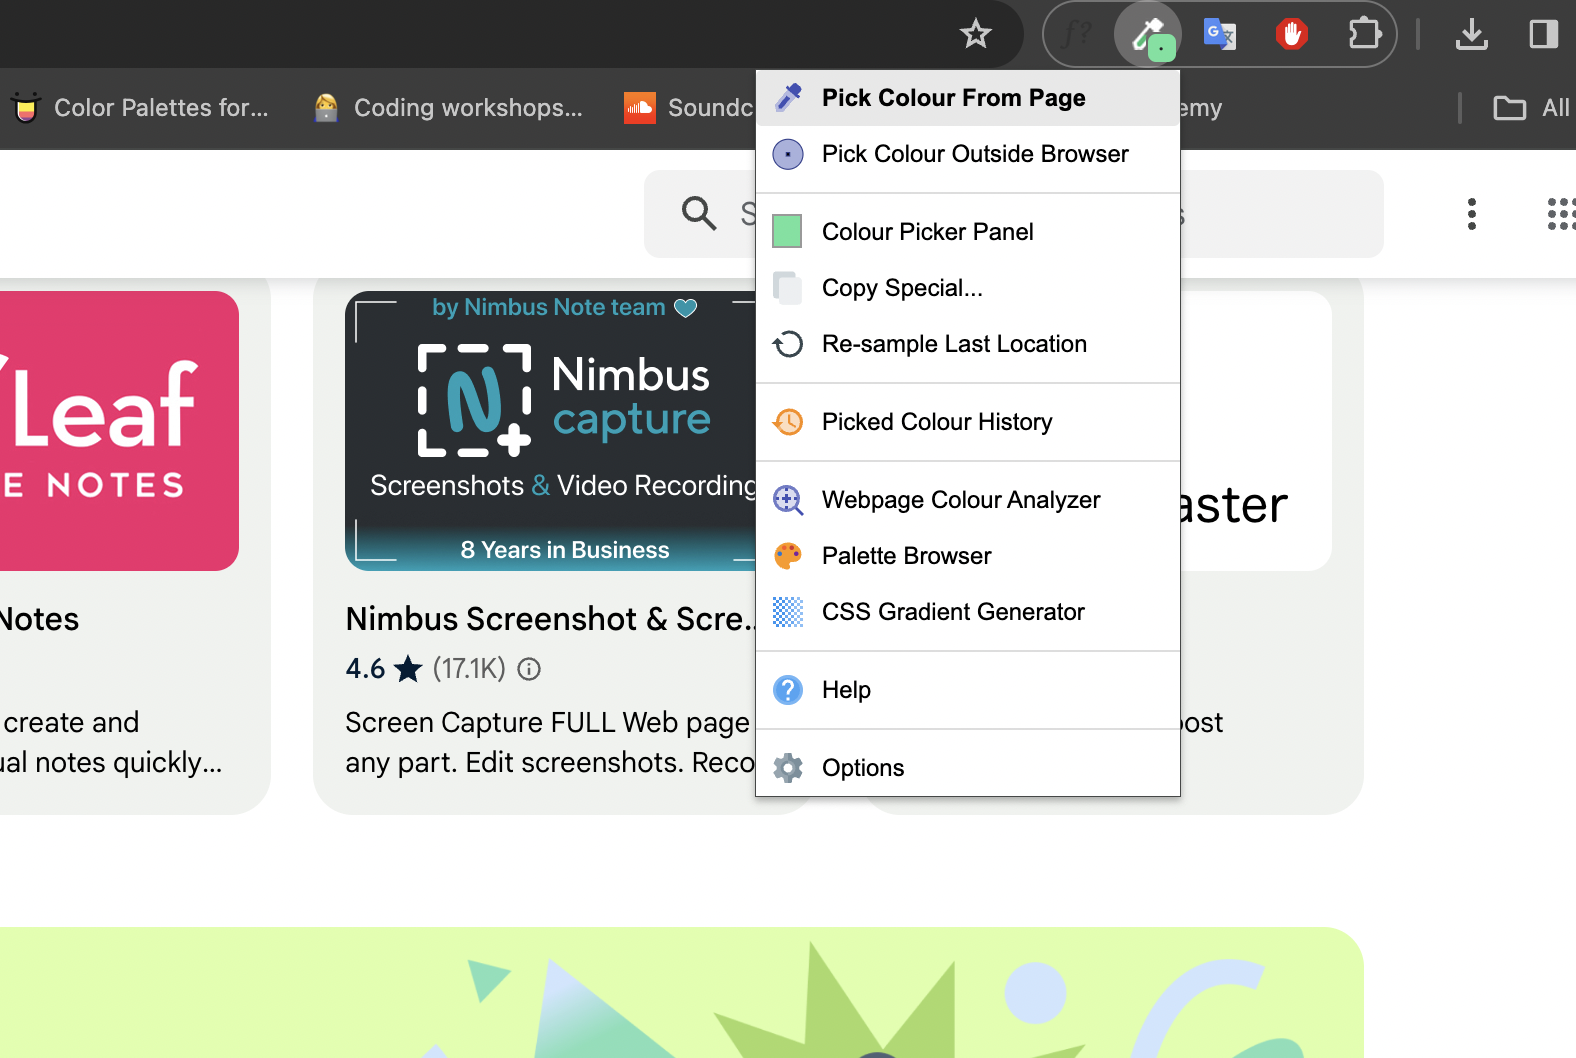 f?
Color Palettes for...
Coding workshops...
Soundc
emy
All
Pick Colour From Page
Pick Colour Outside Browser
Colour Picker Panel
Copy Special...
Re-sample Last Location
Picked Colour History
Webpage Colour Analyzer
Palette Browser
CSS Gradient Generator
Help
Options
S
s
Leaf
E NOTES
by Nimbus Note team
N
Nimbus
capture
Screenshots & Video Recording
8 Years in Business
aster
Notes
Nimbus Screenshot & Scre..
4.6 ★ (17.1K)
create and
ual notes quickly...
Screen Capture FULL Web page
any part. Edit screenshots. Reco
post